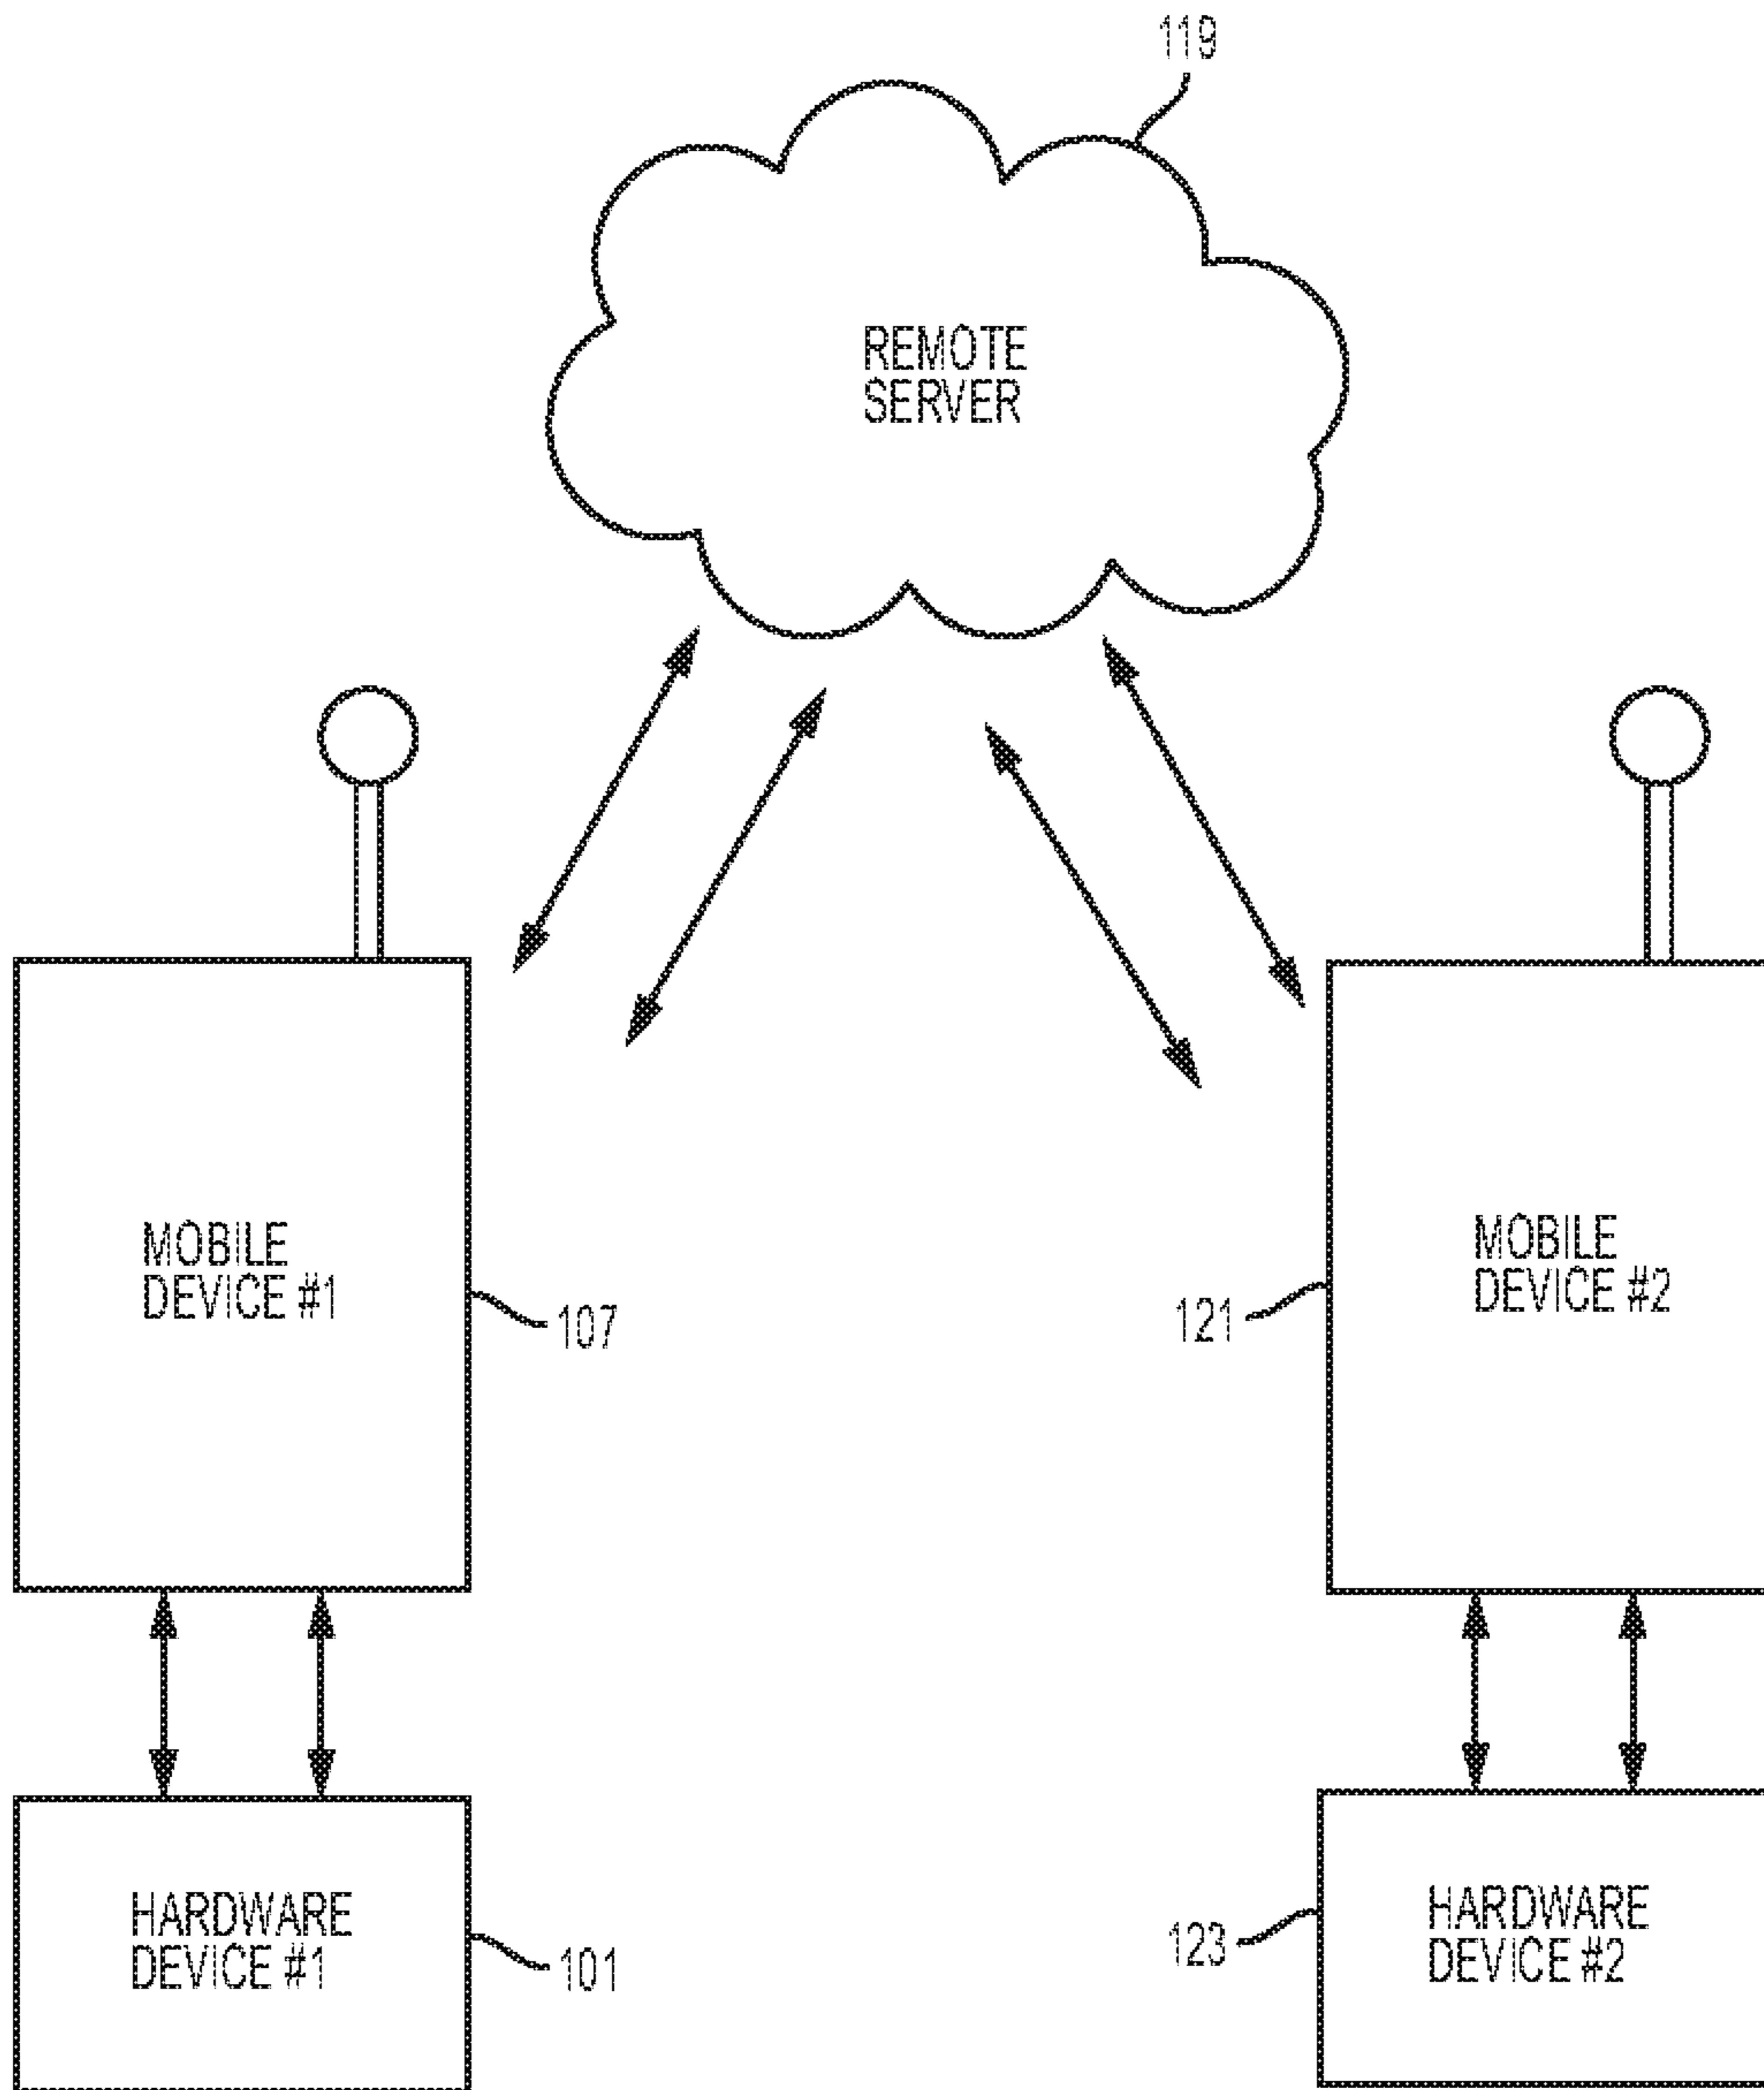 119
REMOTE
SERVER
MOBILE
DEVICE #1
107
121
MOBILE
DEVICE #2
HARDWARE
DEVICE #1
101
123
HARDWARE
DEVICE #2